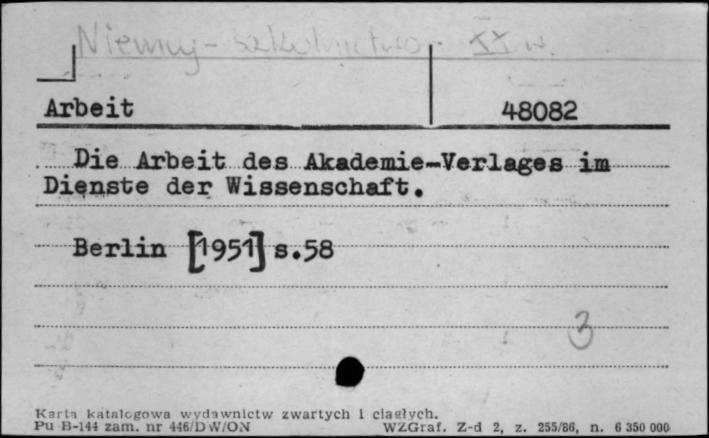 Niemcy - szkolnictwo - XX w.
Arbeit 48082
Die Arbeit des Akademie-Verlages im
Dienste der Wissenschaft.
Berlin [1951] s.58
3
Karta katalogowa wydawnictw zwartych i ciągłych.
Pu B-144 zam. nr 446/DW/ON WZGraf. Z-d 2, z. 255/86, n. 6 350 000